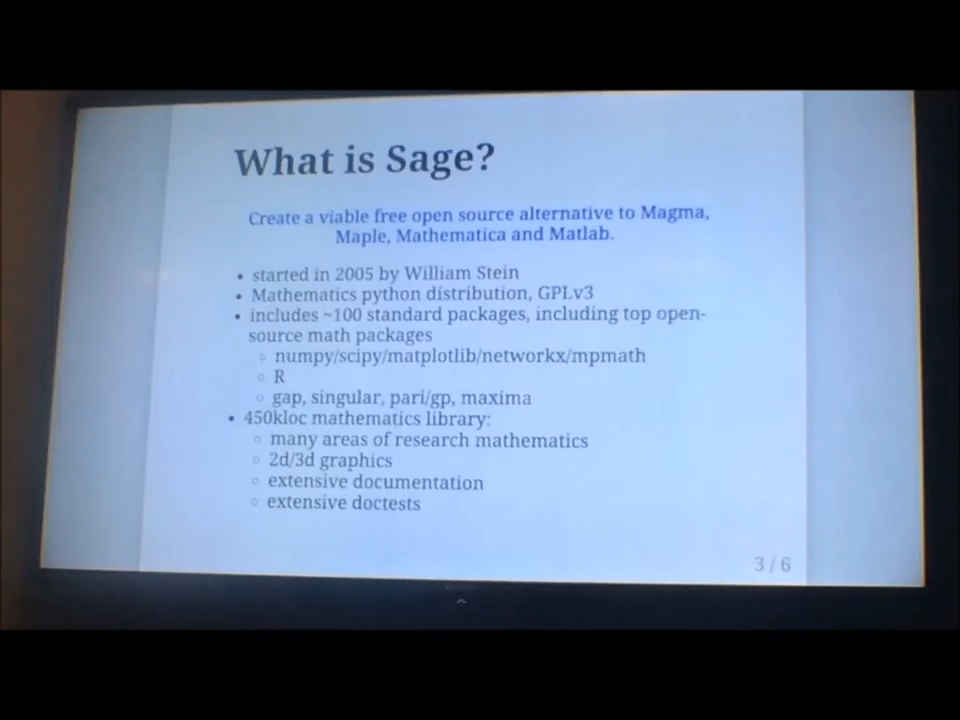 What is Sage?
Create a viable free open source alternative to Magma,
Maple, Mathematica and Matlab.
• started in 2005 by William Stein
• Mathematics python distribution, GPLv3
• includes ~100 standard packages, including top open-
source math packages
◦ numpy/scipy/matplotlib/networkx/mpmath
◦ R
◦ gap, singular, pari/gp, maxima
• 450kloc mathematics library:
◦ many areas of research mathematics
◦ 2d/3d graphics
◦ extensive documentation
◦ extensive doctests
3 / 6